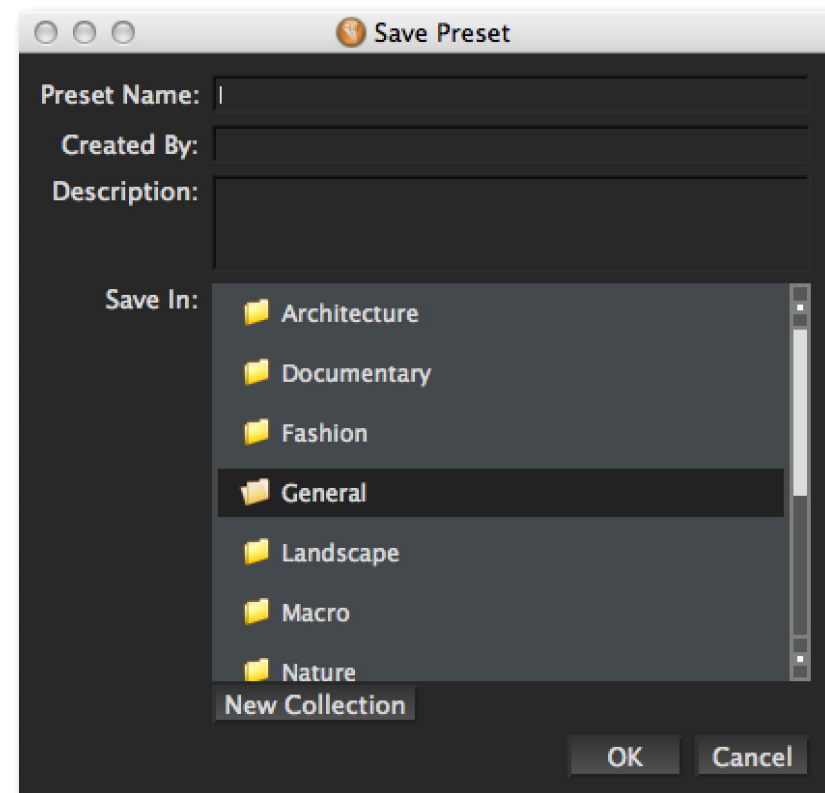 Save Preset
Preset Name:
Created By:
Description:
Save In:
Architecture
Documentary
Fashion
General
Landscape
Macro
Nature
New Collection
OK Cancel